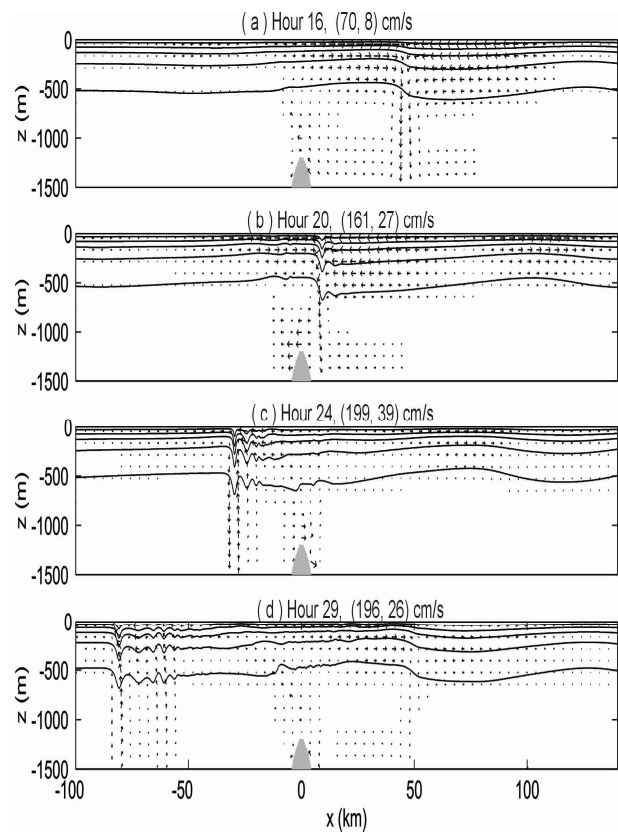 ( a ) Hour 16, (70, 8) cm/s
0
-500
-1000
-1500
z (m)
( b ) Hour 20, (161, 27) cm/s
0
-500
-1000
-1500
z (m)
( c ) Hour 24, (199, 39) cm/s
0
-500
-1000
-1500
z (m)
( d ) Hour 29, (196, 26) cm/s
0
-500
-1000
-1500
z (m)
-100 -50 0 50 100
x (km)